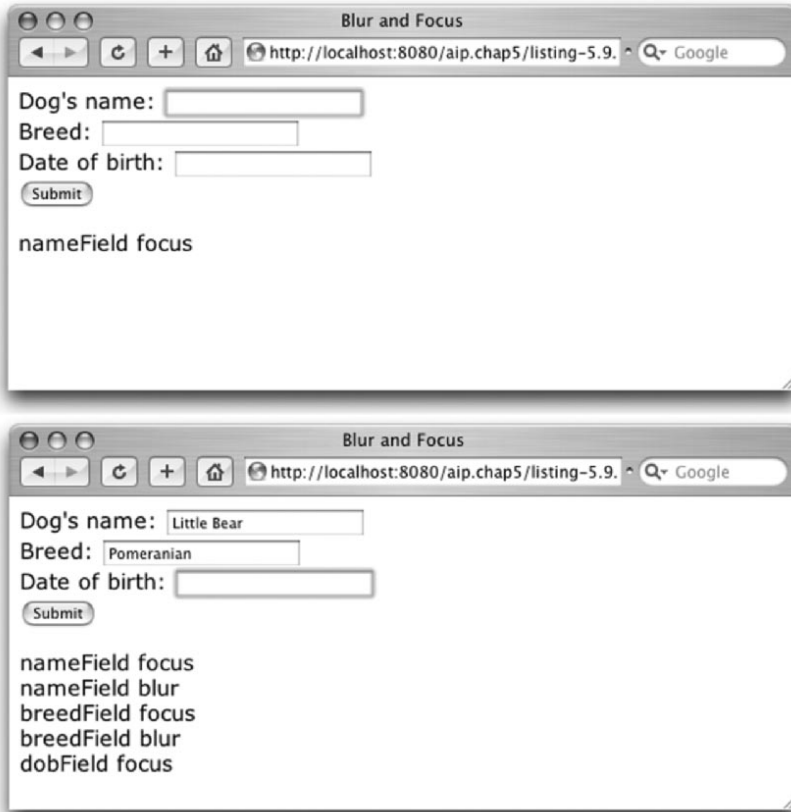 Blur and Focus
http://localhost:8080/aip.chap5/listing-5.9.
Google
Dog's name:
Breed:
Date of birth:
Submit
nameField focus
Blur and Focus
http://localhost:8080/aip.chap5/listing-5.9.
Google
Dog's name: Little Bear
Breed: Pomeranian
Date of birth:
Submit
nameField focus
nameField blur
breedField focus
breedField blur
dobField focus